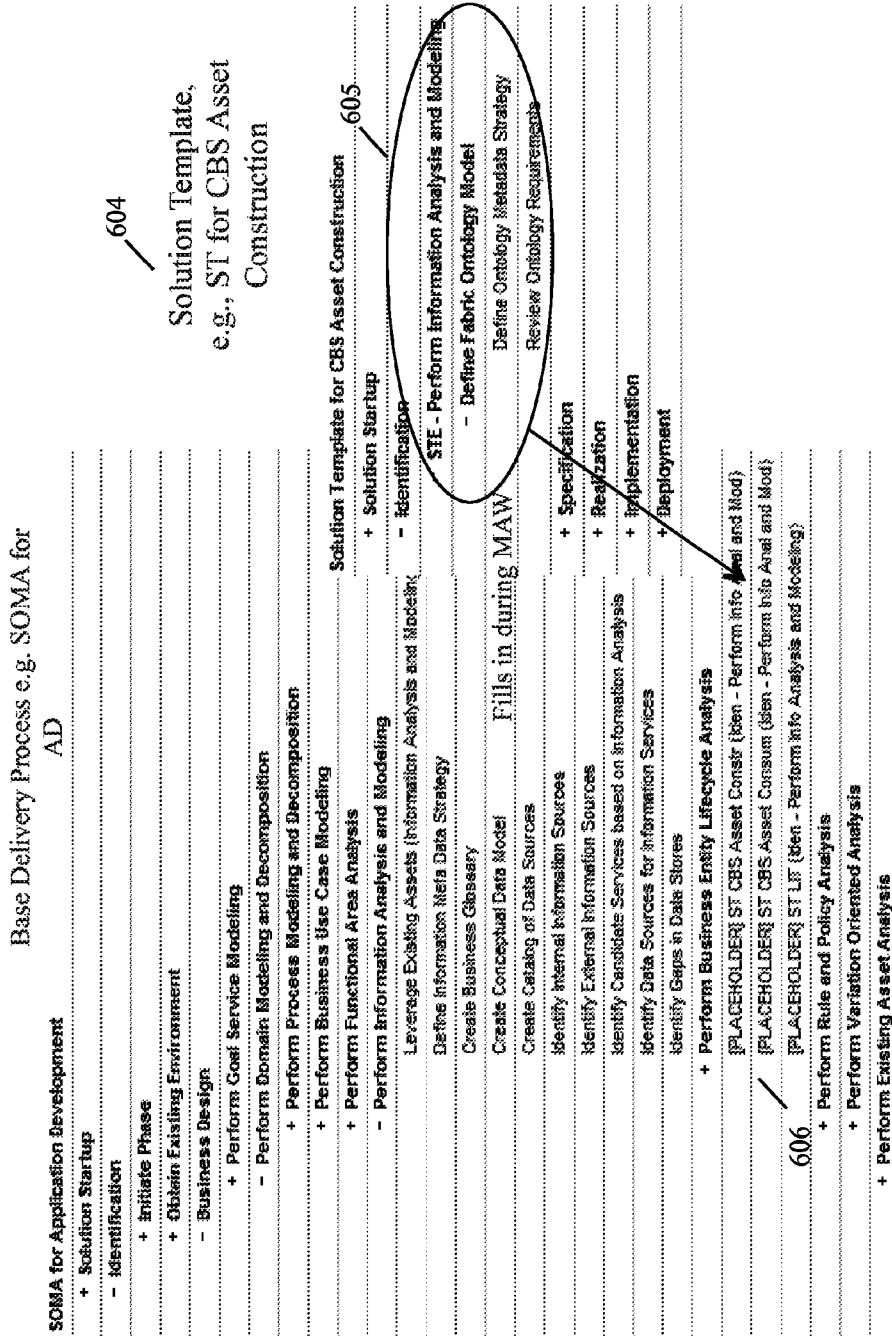 Base Delivery Process e.g. SOMA for
AD
SOMA for Application Development
+ Solution Startup
- Identification
+ Initiate Phase
+ Obtain Existing Environment
- Business Design
+ Perform Goal Service Modeling
- Perform Domain Modeling and Decomposition
+ Perform Process Modeling and Decomposition
+ Perform Business Use Case Modeling
+ Perform Functional Area Analysis
- Perform Information Analysis and Modeling
Leverage Existing Assets (Information Analysis and Modeling
Define Information Meta Data Strategy
Create Business Glossary
Create Conceptual Data Model
Create Catalog of Data Sources
Identify Internal Information Sources
Identify External Information Sources
Identify Candidate Services based on Information Analysis
Identify Data Sources for Information Services
Identify Gaps in Data Stores
+ Perform Business Entity Lifecycle Analysis
[PLACEHOLDER] ST CBS Asset Constr (Iden - Perform Info Anal and Mod)
[PLACEHOLDER] ST CBS Asset Consum (Iden - Perform Info Anal and Mod)
[PLACEHOLDER] ST LIT (Iden - Perform Info Analysis and Modeling)
606
+ Perform Rule and Policy Analysis
+ Perform Variation Oriented Analysis
+ Perform Existing Asset Analysis
Fills in during MAW
604
Solution Template,
e.g., ST for CBS Asset
Construction
605
Solution Template for CBS Asset Construction
+ Solution Startup
- Identification
STE - Perform Information Analysis and Modeling
- Define Fabric Ontology Model
Define Ontology Metadata Strategy
Review Ontology Requirements
+ Specification
+ Realization
+ Implementation
+ Deployment